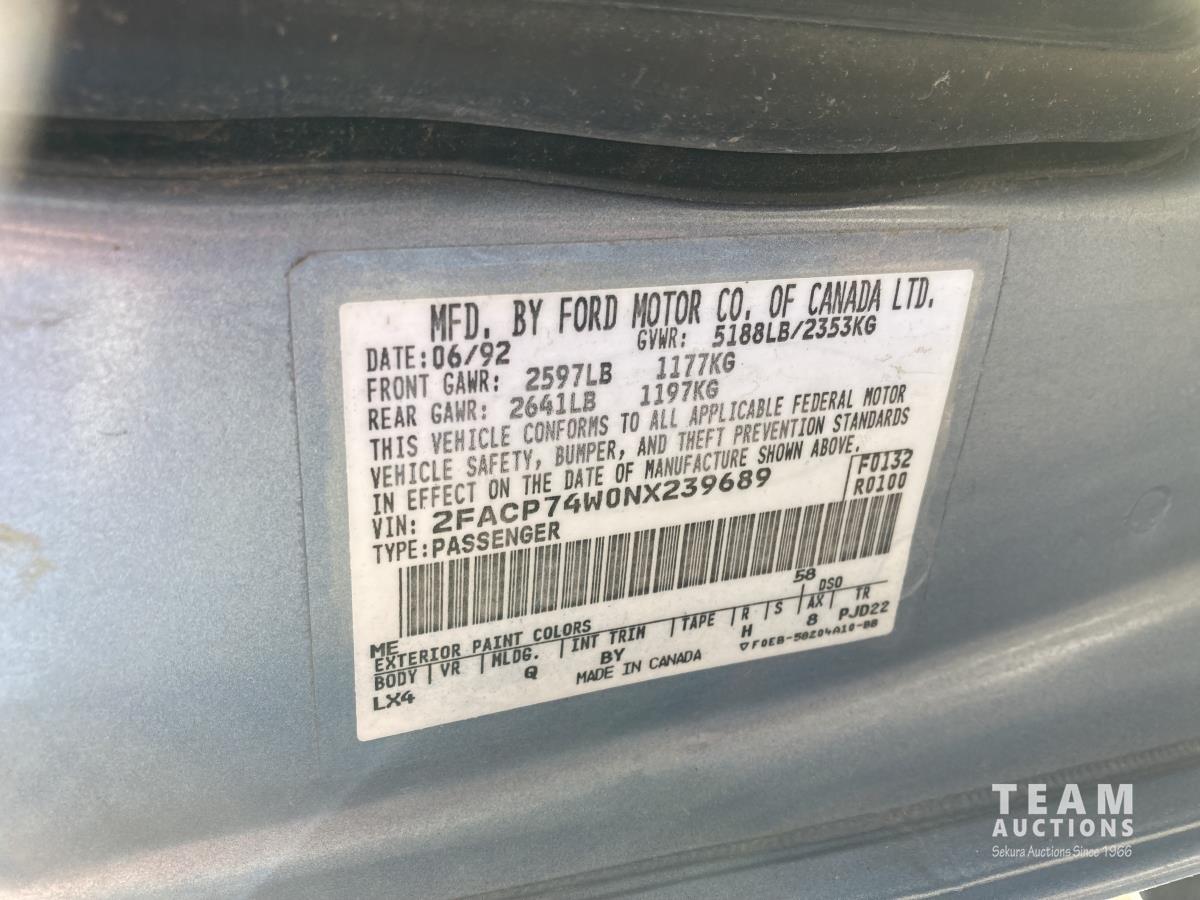 MFD. BY FORD MOTOR CO. OF CANADA LTD.
DATE: 06/92 GVWR: 5188LB/2353KG
FRONT GAWR: 2597LB 1177KG
REAR GAWR: 2641LB 1197KG
THIS VEHICLE CONFORMS TO ALL APPLICABLE FEDERAL MOTOR
VEHICLE SAFETY, BUMPER, AND THEFT PREVENTION STANDARDS
IN EFFECT ON THE DATE OF MANUFACTURE SHOWN ABOVE.
VIN: 2FACP74W0NX239689 F0132
TYPE: PASSENGER R0100
58
ME DSO
EXTERIOR PAINT COLORS
BODY VR MLDG. INT TRIM TAPE R S AX TR
LX4 Q BY H 8 PJD22
MADE IN CANADA ▽F0EB-58204A10-BB
TEAM
AUCTIONS
Sekura Auctions Since 1966